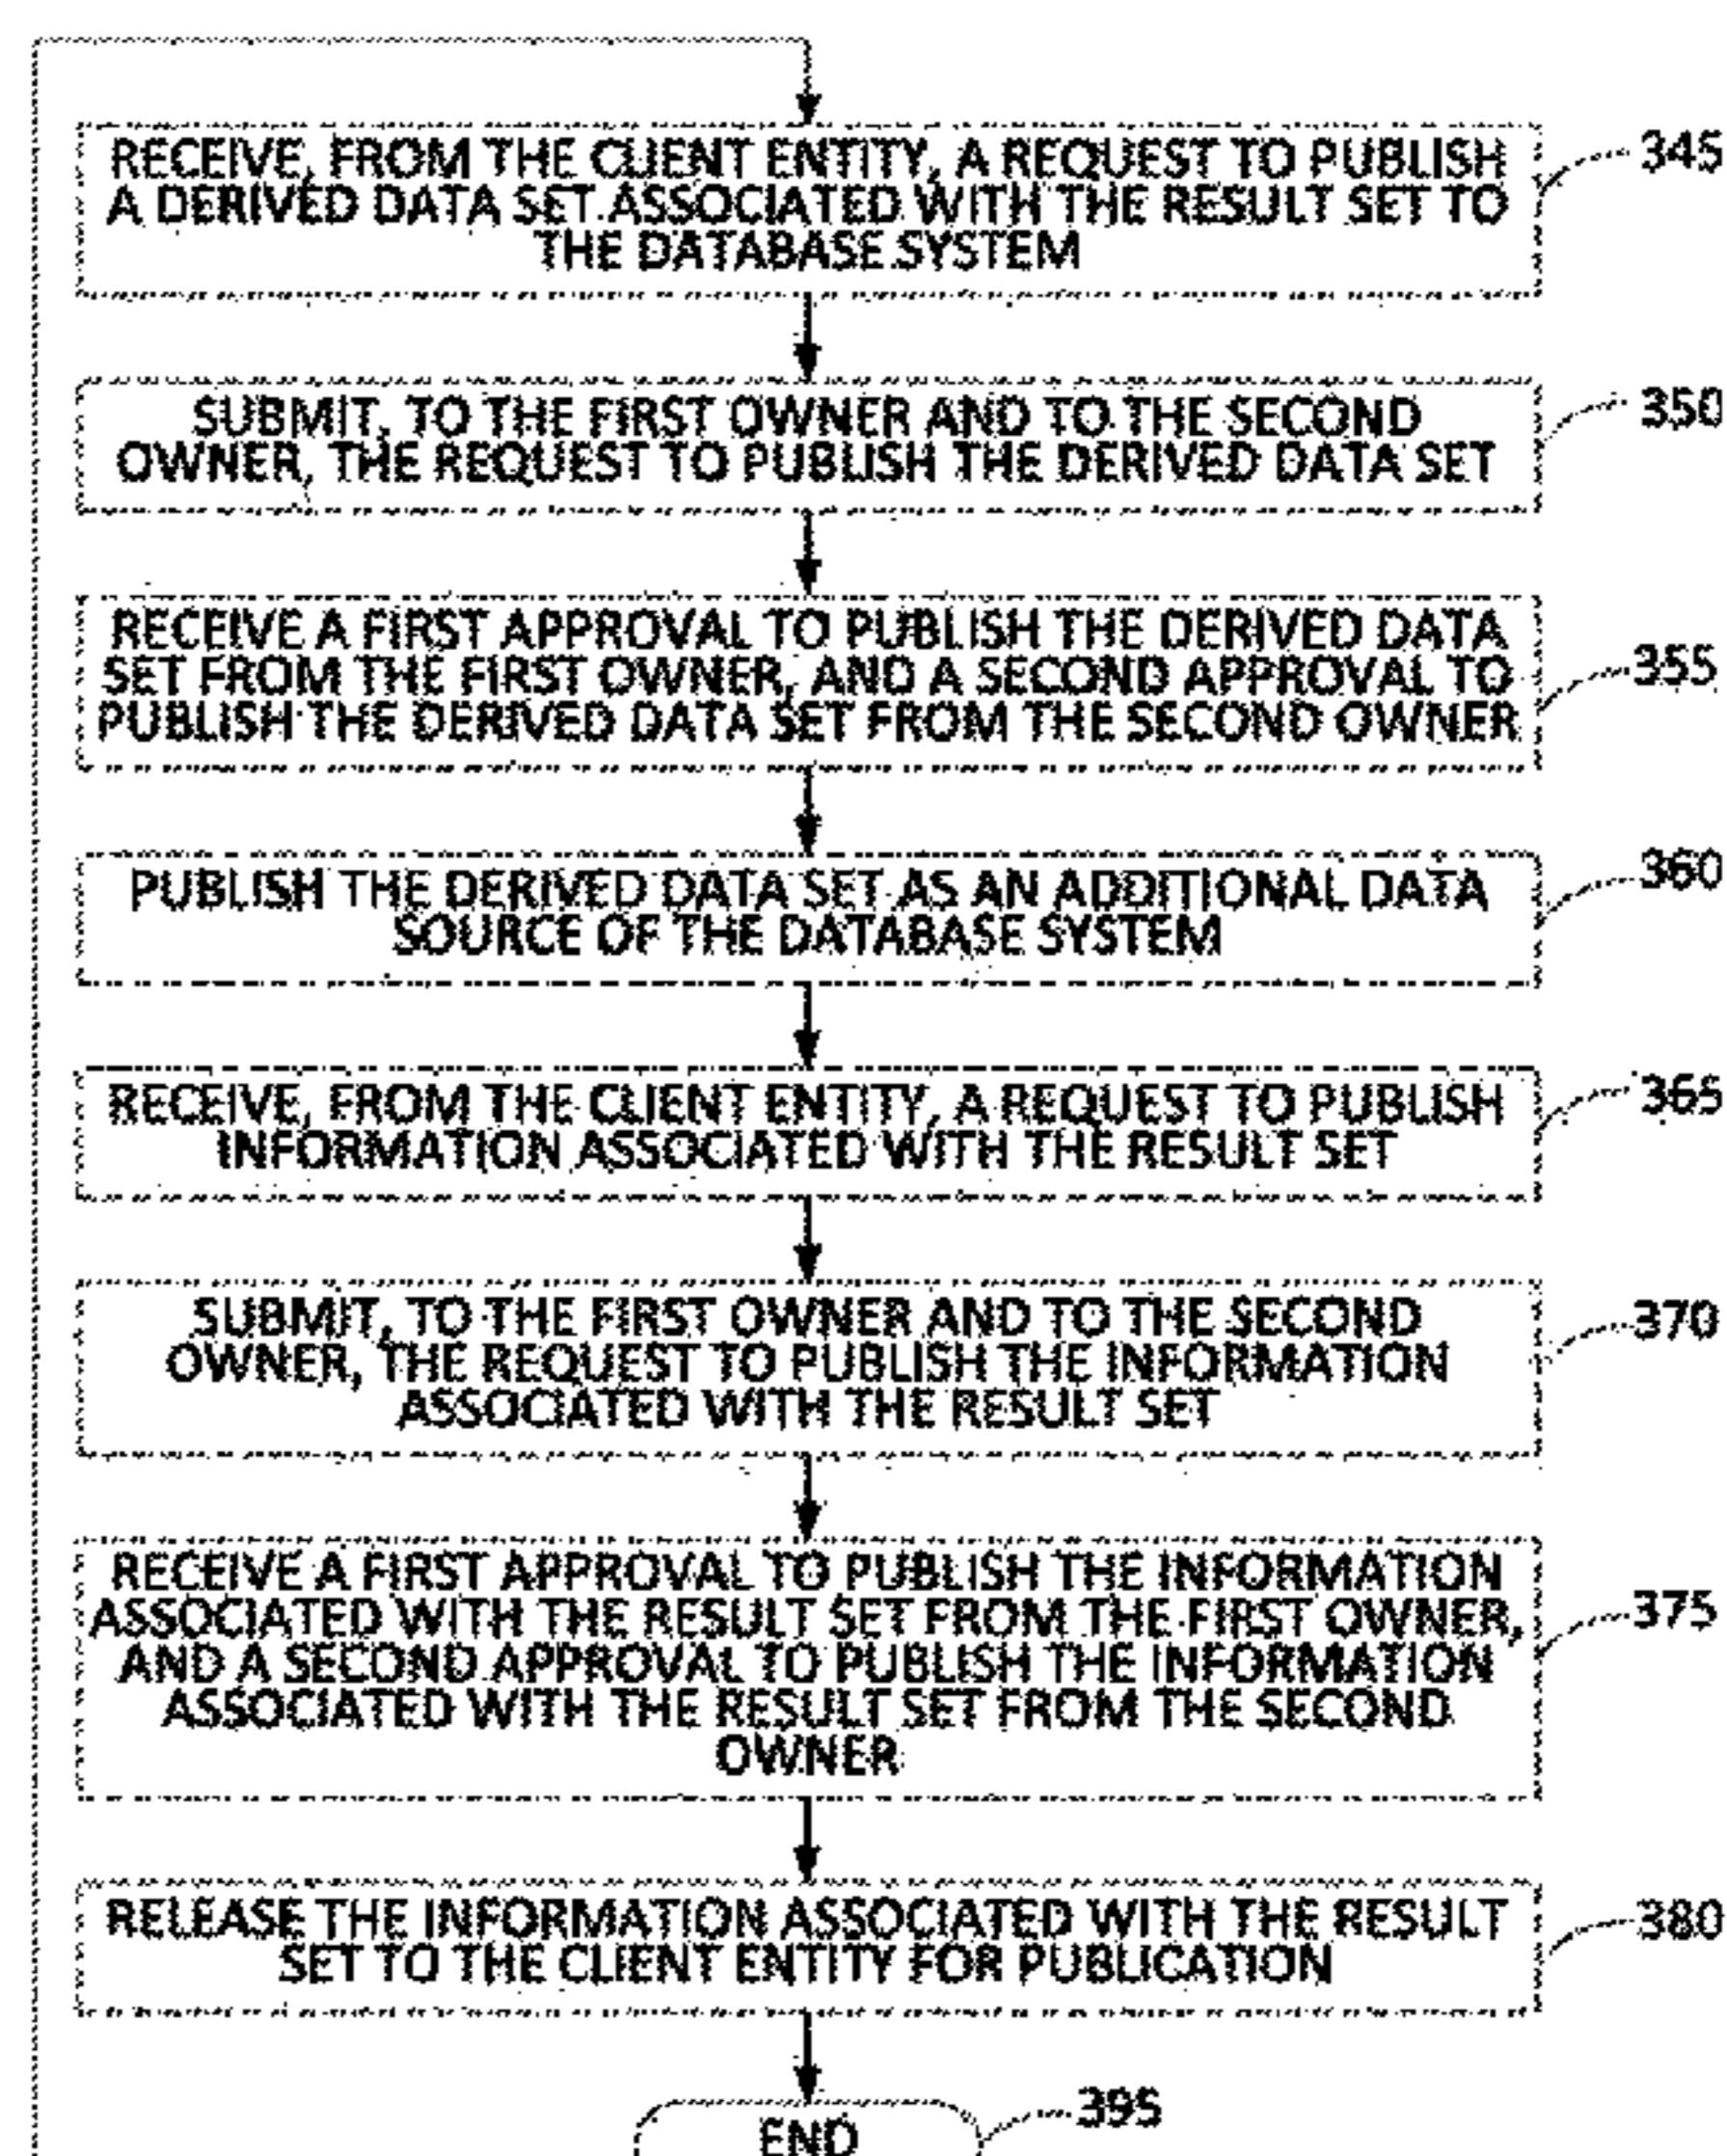 RECEIVE, FROM THE CLIENT ENTITY, A REQUEST TO PUBLISH
A DERIVED DATA SET ASSOCIATED WITH THE RESULT SET TO
THE DATABASE SYSTEM
345
SUBMIT, TO THE FIRST OWNER AND TO THE SECOND
OWNER, THE REQUEST TO PUBLISH THE DERIVED DATA SET
350
RECEIVE A FIRST APPROVAL TO PUBLISH THE DERIVED DATA
SET FROM THE FIRST OWNER, AND A SECOND APPROVAL TO
PUBLISH THE DERIVED DATA SET FROM THE SECOND OWNER
355
PUBLISH THE DERIVED DATA SET AS AN ADDITIONAL DATA
SOURCE OF THE DATABASE SYSTEM
360
RECEIVE, FROM THE CLIENT ENTITY, A REQUEST TO PUBLISH
INFORMATION ASSOCIATED WITH THE RESULT SET
365
SUBMIT, TO THE FIRST OWNER AND TO THE SECOND
OWNER, THE REQUEST TO PUBLISH THE INFORMATION
ASSOCIATED WITH THE RESULT SET
370
RECEIVE A FIRST APPROVAL TO PUBLISH THE INFORMATION
ASSOCIATED WITH THE RESULT SET FROM THE FIRST OWNER,
AND A SECOND APPROVAL TO PUBLISH THE INFORMATION
ASSOCIATED WITH THE RESULT SET FROM THE SECOND
OWNER
375
RELEASE THE INFORMATION ASSOCIATED WITH THE RESULT
SET TO THE CLIENT ENTITY FOR PUBLICATION
380
END
395